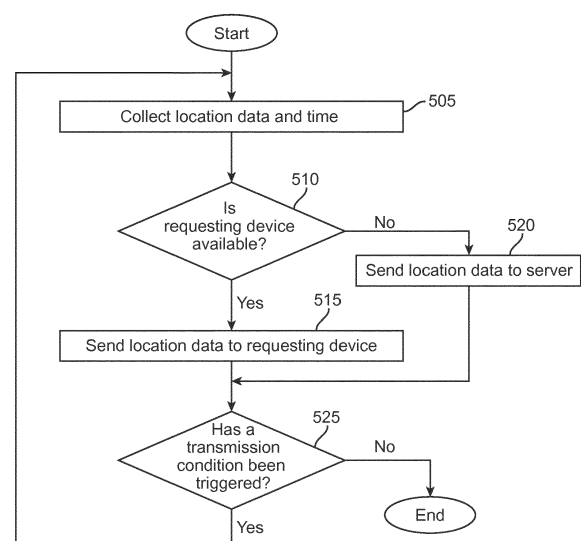 Start
505
Collect location data and time
510
Is
requesting device
available?
No
520
Send location data to server
Yes
515
Send location data to requesting device
Has a
transmission
condition been
triggered?
525
No
End
Yes